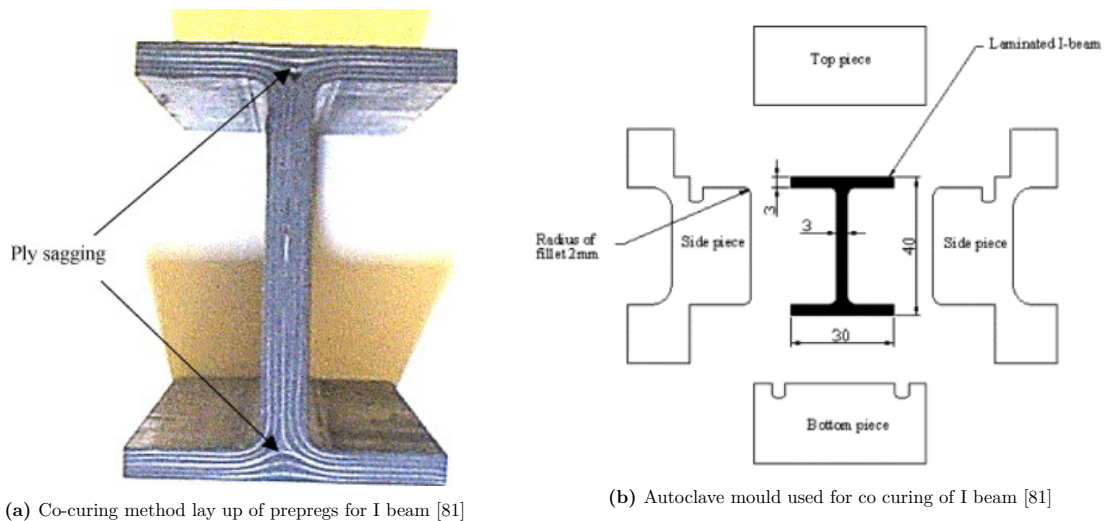 Ply sagging
(a) Co-curing method lay up of prepregs for I beam [81]
Laminated I-beam
Top piece
3
3
40
Radius of
fillet 2mm
Side piece
Side piece
30
Bottom piece
(b) Autoclave mould used for co curing of I beam [81]